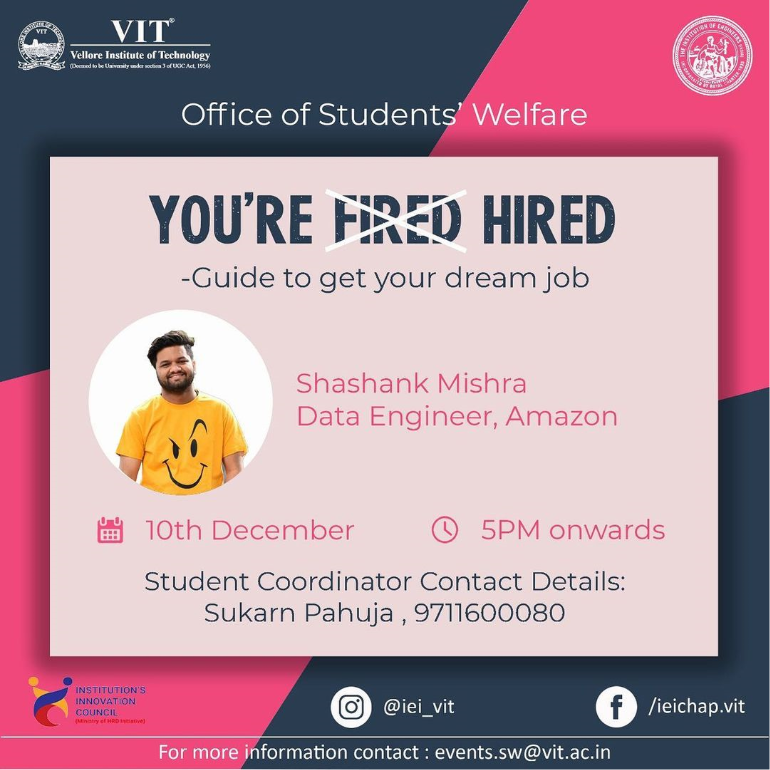 VIT®
Vellore Institute of Technology
(Deemed to be University under section 3 of UGC Act, 1956)
Office of Students' Welfare
YOU'RE FIRED HIRED
-Guide to get your dream job
Shashank Mishra
Data Engineer, Amazon
10th December
5PM onwards
Student Coordinator Contact Details:
Sukarn Pahuja , 9711600080
INSTITUTION'S
INNOVATION
COUNCIL
(Ministry of HRD Initiative)
@iei_vit
/ieichap.vit
For more information contact : events.sw@vit.ac.in